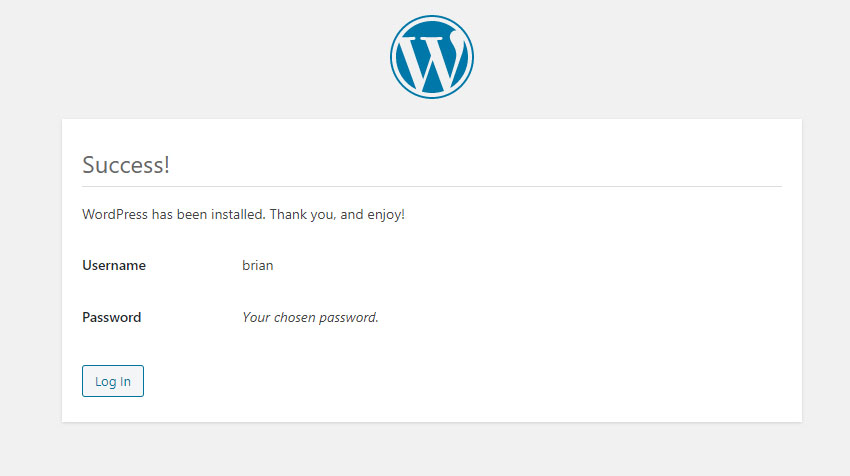 Success!
WordPress has been installed. Thank you, and enjoy!
Username brian
Password Your chosen password.
Log In